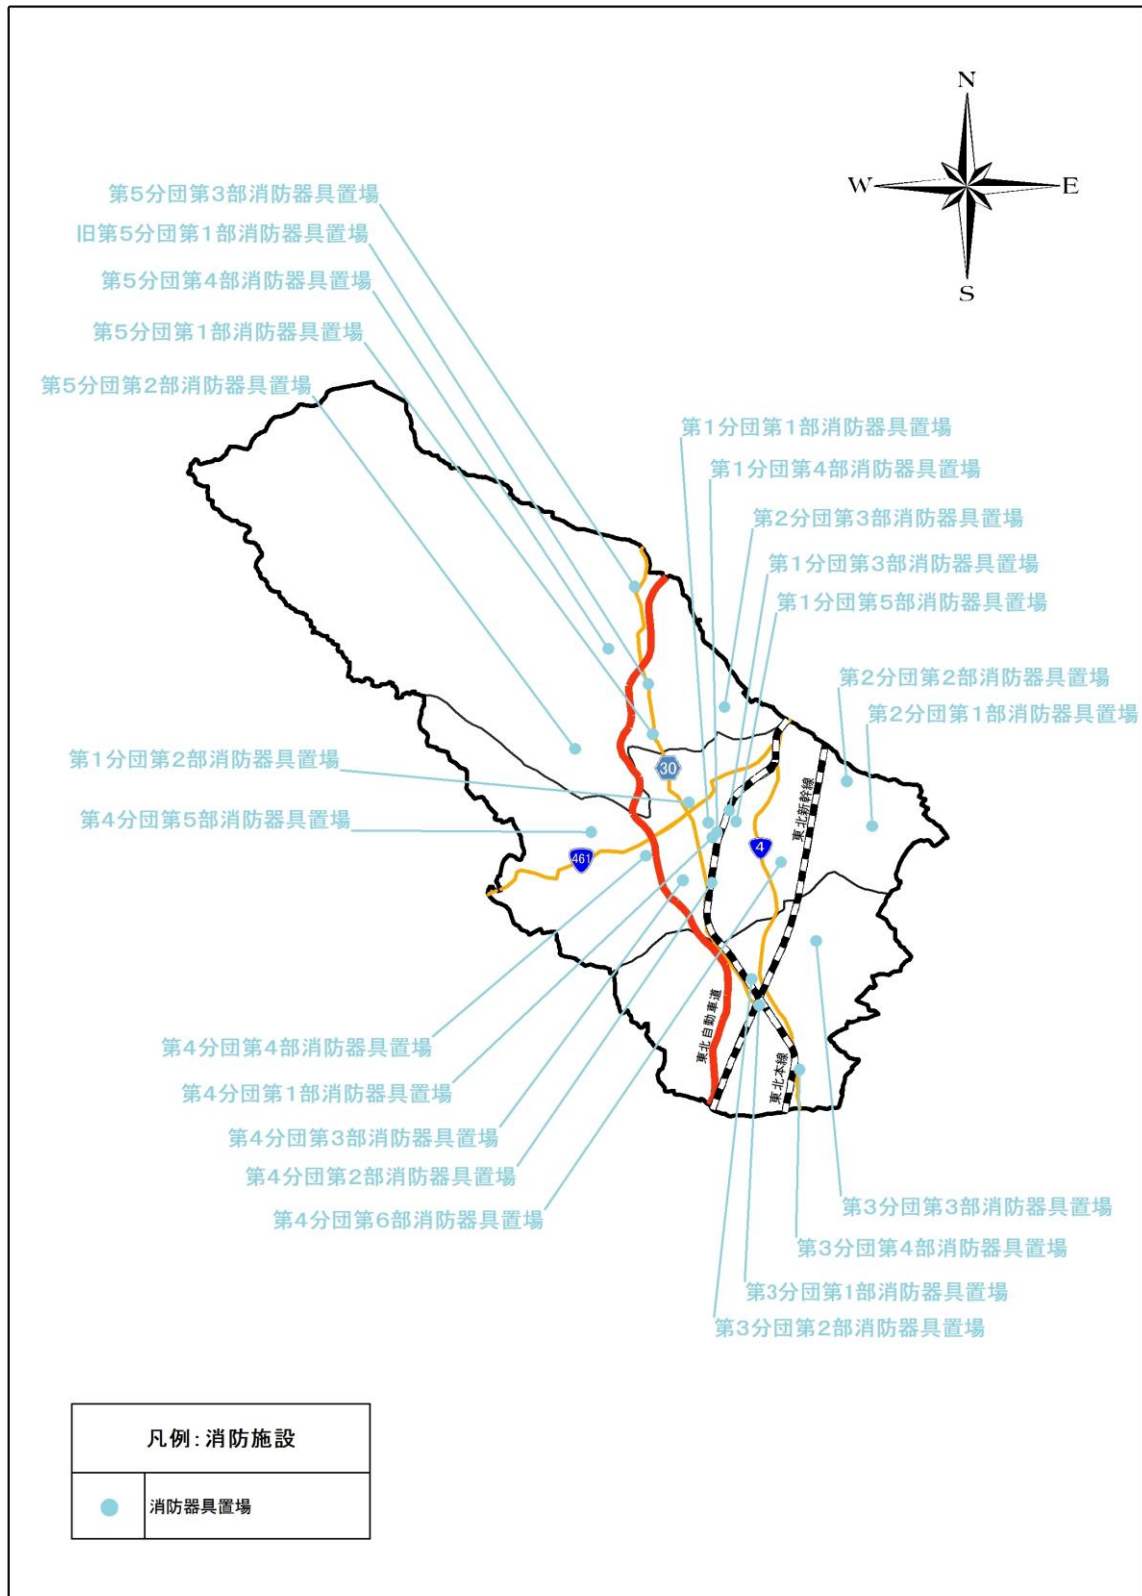 N
W
E
S
第5分団第3部消防器具置場
旧第5分団第1部消防器具置場
第5分団第4部消防器具置場
第5分団第1部消防器具置場
第5分団第2部消防器具置場
第1分団第1部消防器具置場
第1分団第4部消防器具置場
第2分団第3部消防器具置場
第1分団第3部消防器具置場
第1分団第5部消防器具置場
第2分団第2部消防器具置場
第2分団第1部消防器具置場
第1分団第2部消防器具置場
第4分団第5部消防器具置場
30
461
4
東北新幹線
東北自動車道
東北本線
第4分団第4部消防器具置場
第4分団第1部消防器具置場
第4分団第3部消防器具置場
第4分団第2部消防器具置場
第4分団第6部消防器具置場
第3分団第3部消防器具置場
第3分団第4部消防器具置場
第3分団第1部消防器具置場
第3分団第2部消防器具置場
凡例:消防施設
消防器具置場